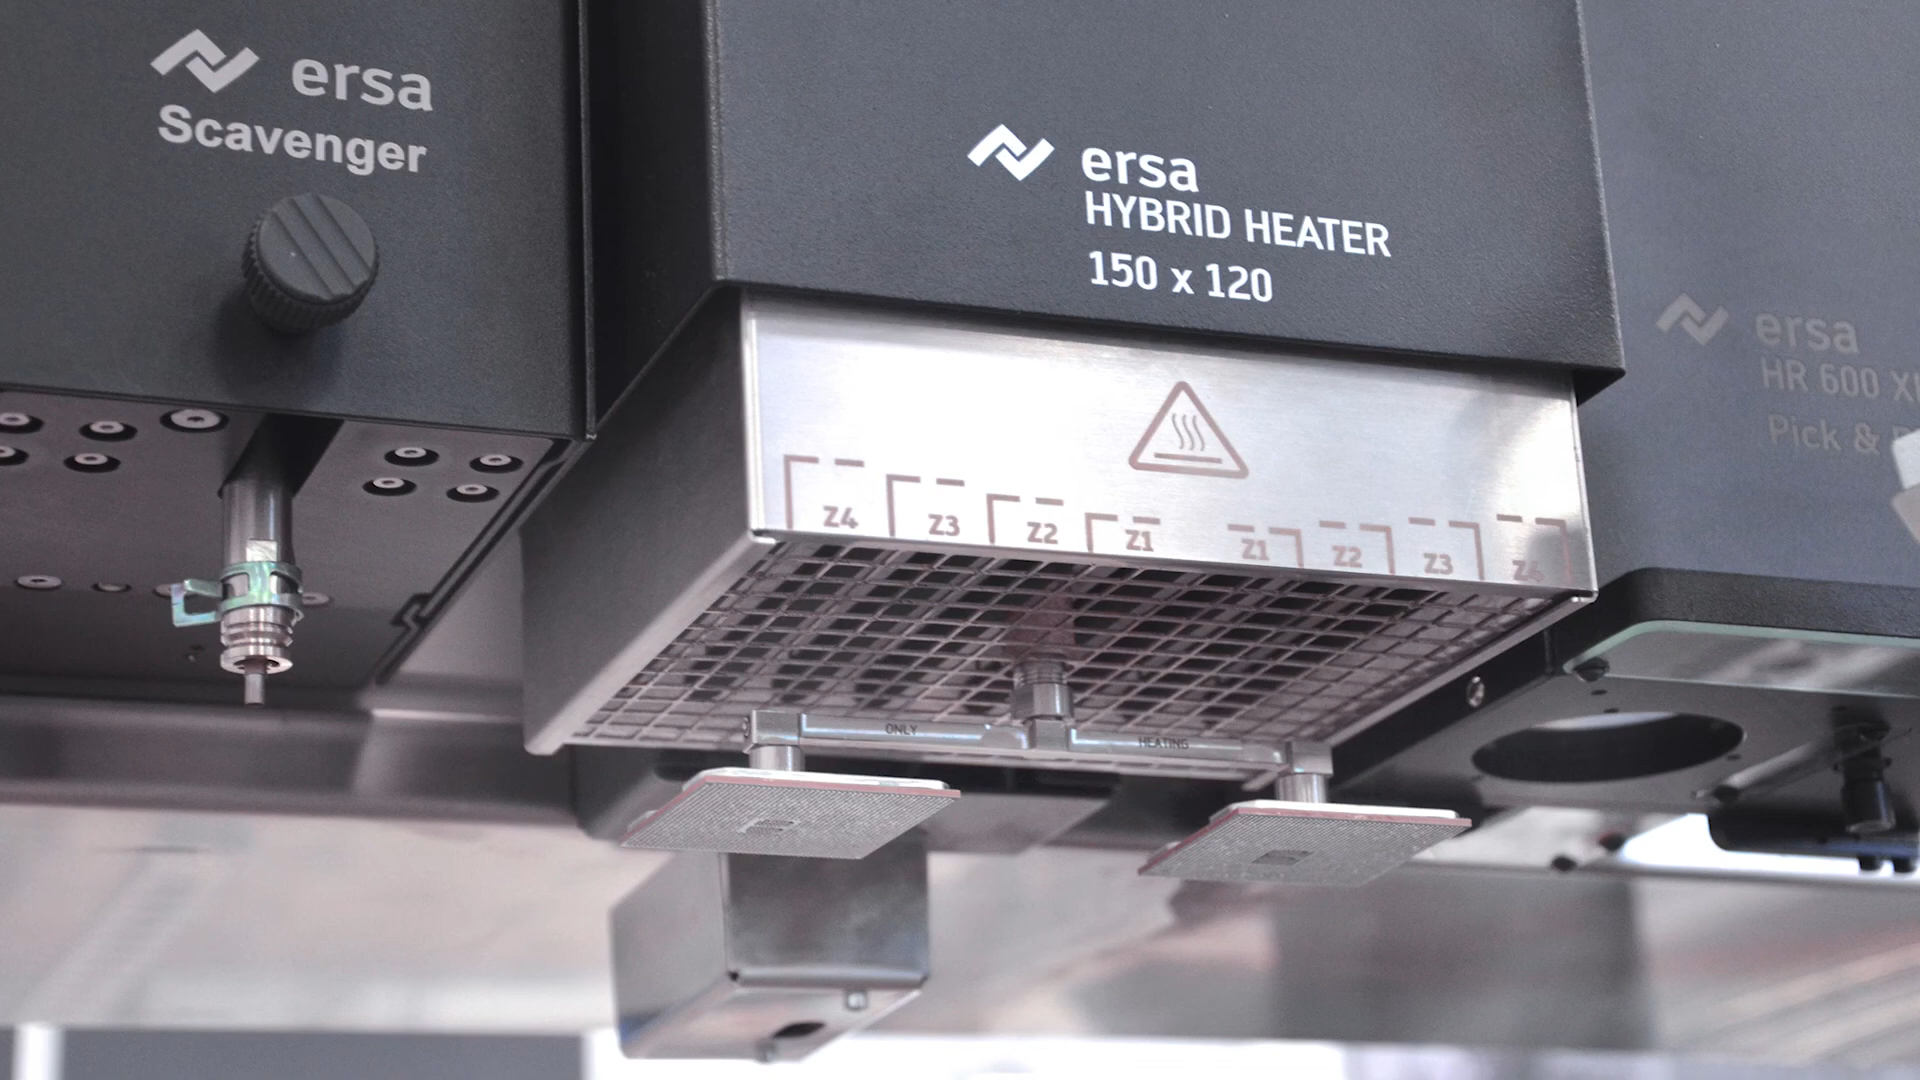 ersa
Scavenger
ersa
HYBRID HEATER
150 x 120
ersa
HR 600
Pick &
Z4 Z3 Z2 Z1 Z1 Z2 Z3 Z4
ONLY HEATING